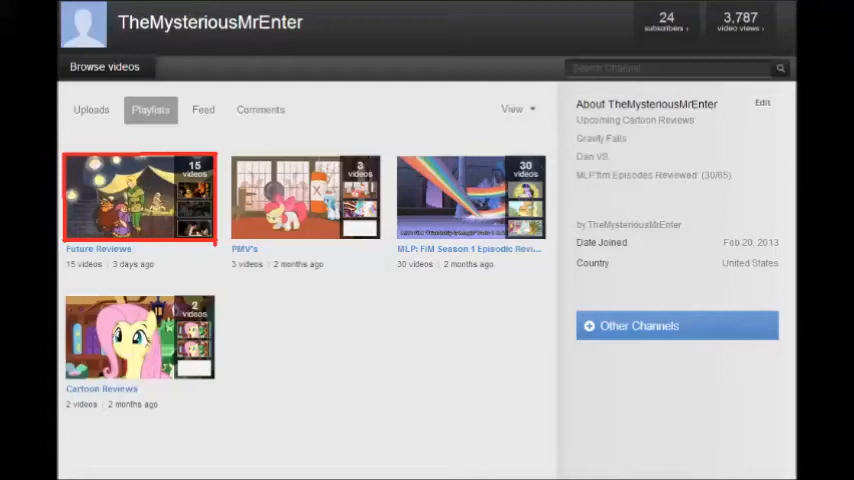 TheMysteriousMrEnter
24
subscribers ›
3,787
video views ›
Browse videos
Search Channel
Uploads
Playlists
Feed
Comments
View
15
videos
Future Reviews
15 videos | 3 days ago
3
videos
PMV's
3 videos | 2 months ago
30
videos
MLP: FiM Season 1 Episodic Revi...
30 videos | 2 months ago
2
videos
Cartoon Reviews
2 videos | 2 months ago
About TheMysteriousMrEnter
Edit
Upcoming Cartoon Reviews:
Gravity Falls
Dan VS.
MLP:fim Episodes Reviewed: (30/65)
by TheMysteriousMrEnter
Date Joined
Feb 20, 2013
Country
United States
Other Channels